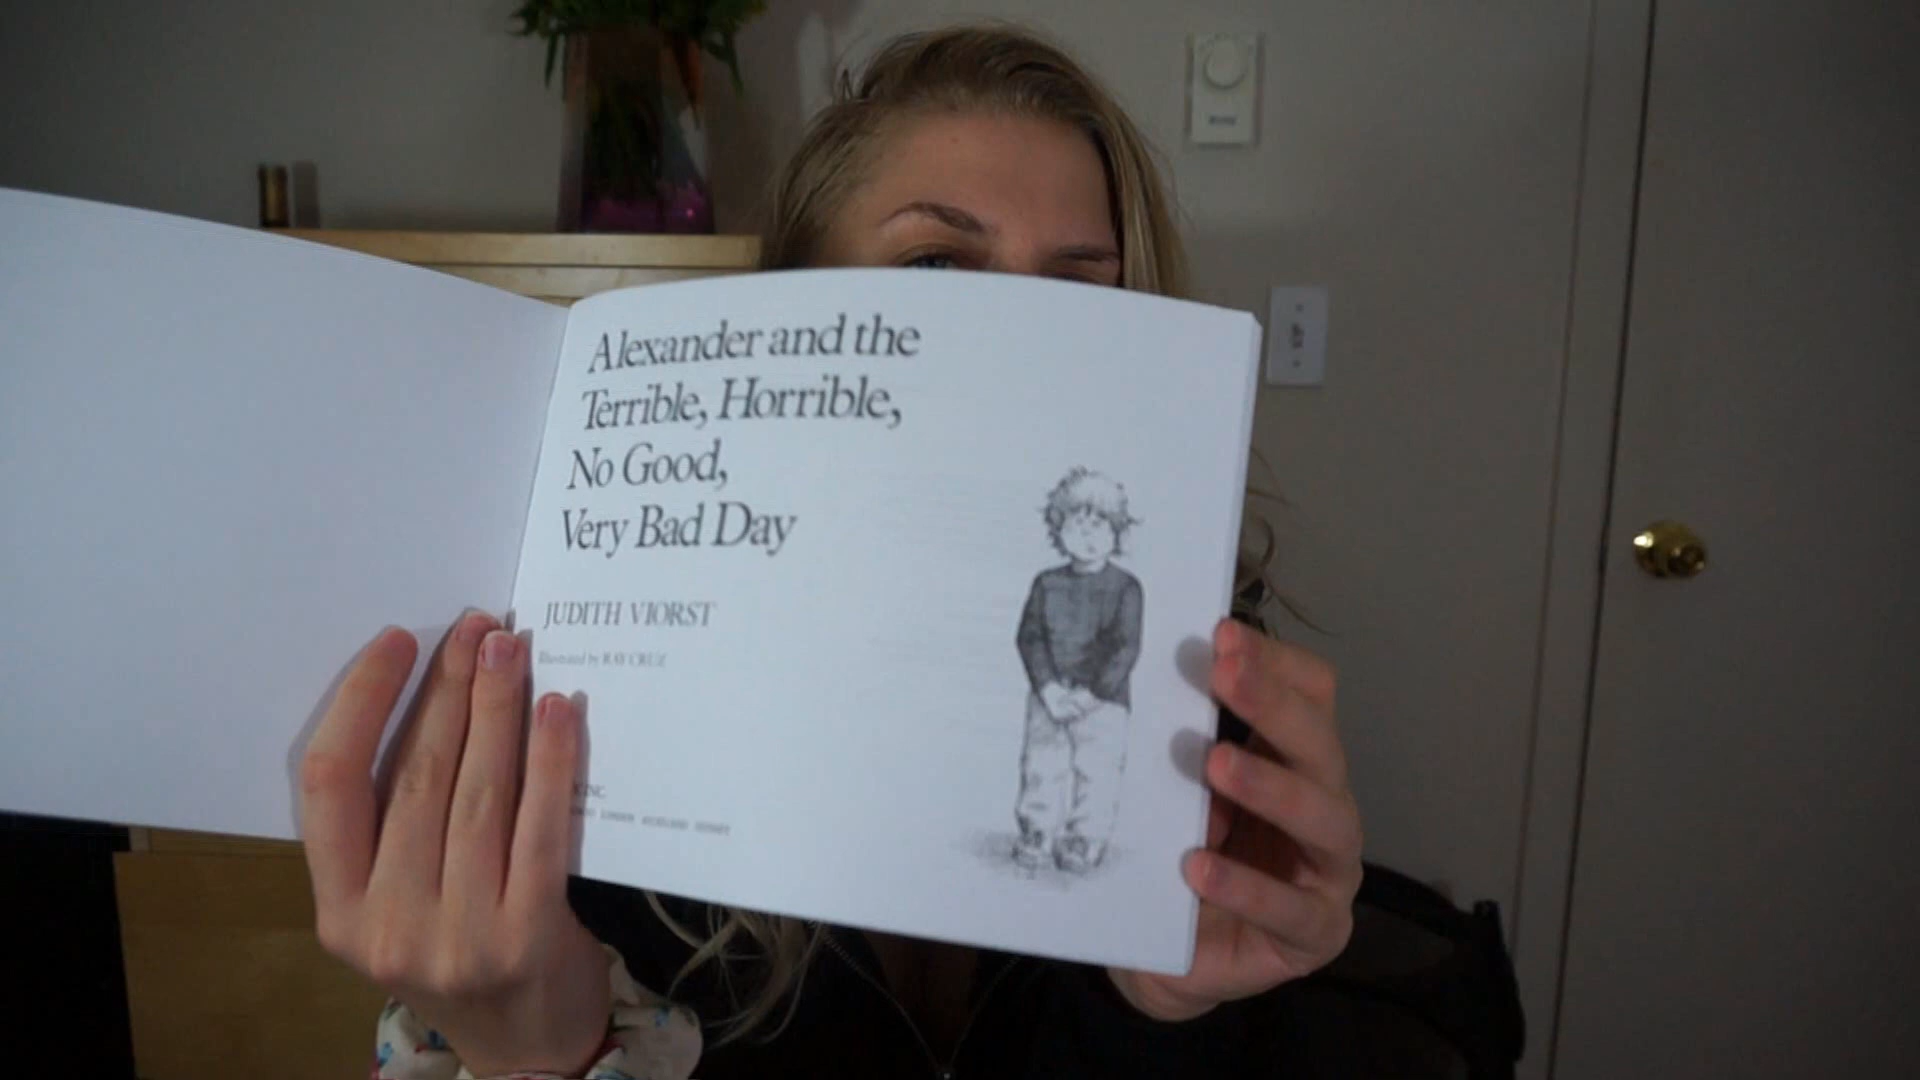 Alexander and the
Terrible, Horrible,
No Good,
Very Bad Day
JUDITH VIORST
Illustrated by RAY CRUZ